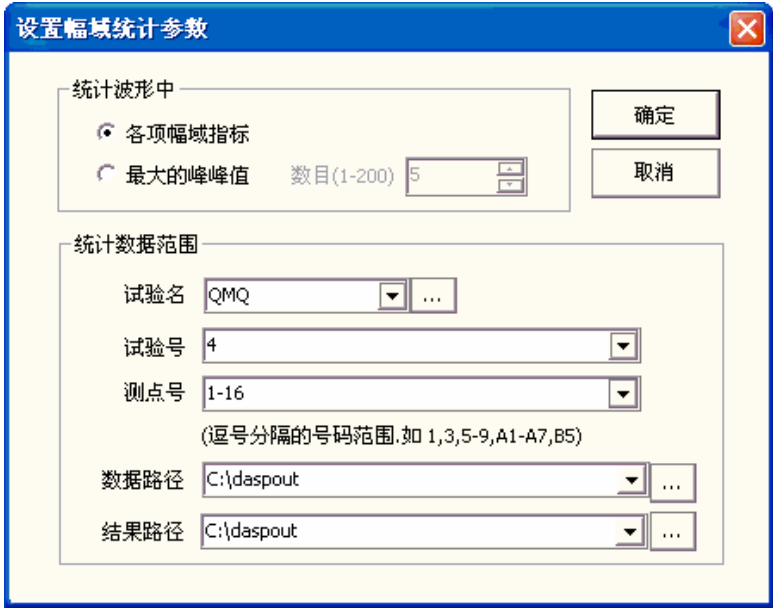 设置幅域统计参数
统计波形中
各项幅域指标
最大的峰峰值 数目(1-200) 5
确定
取消
统计数据范围
试验名 QMQ ...
试验号 4
测点号 1-16
(逗号分隔的号码范围.如 1,3,5-9,A1-A7,B5)
数据路径 C:\daspout ...
结果路径 C:\daspout ...